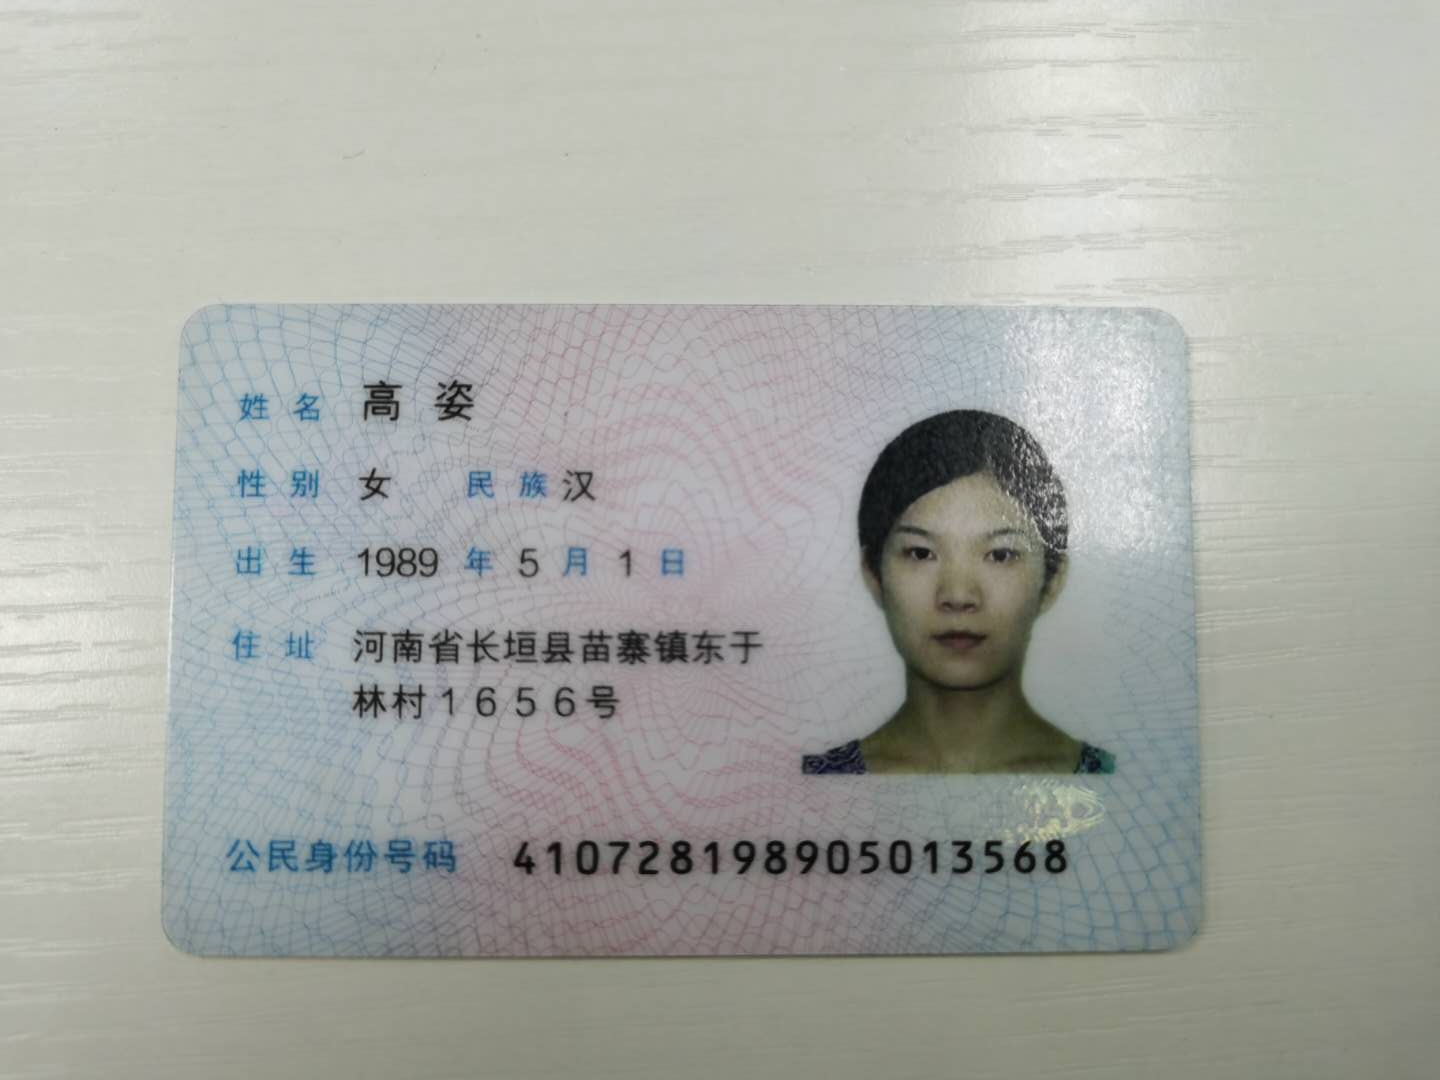 姓名 高姿
性别 女 民族 汉
出生 1989 年 5 月 1 日
住址 河南省长垣县苗寨镇东于
林村1656号
公民身份号码 410728198905013568